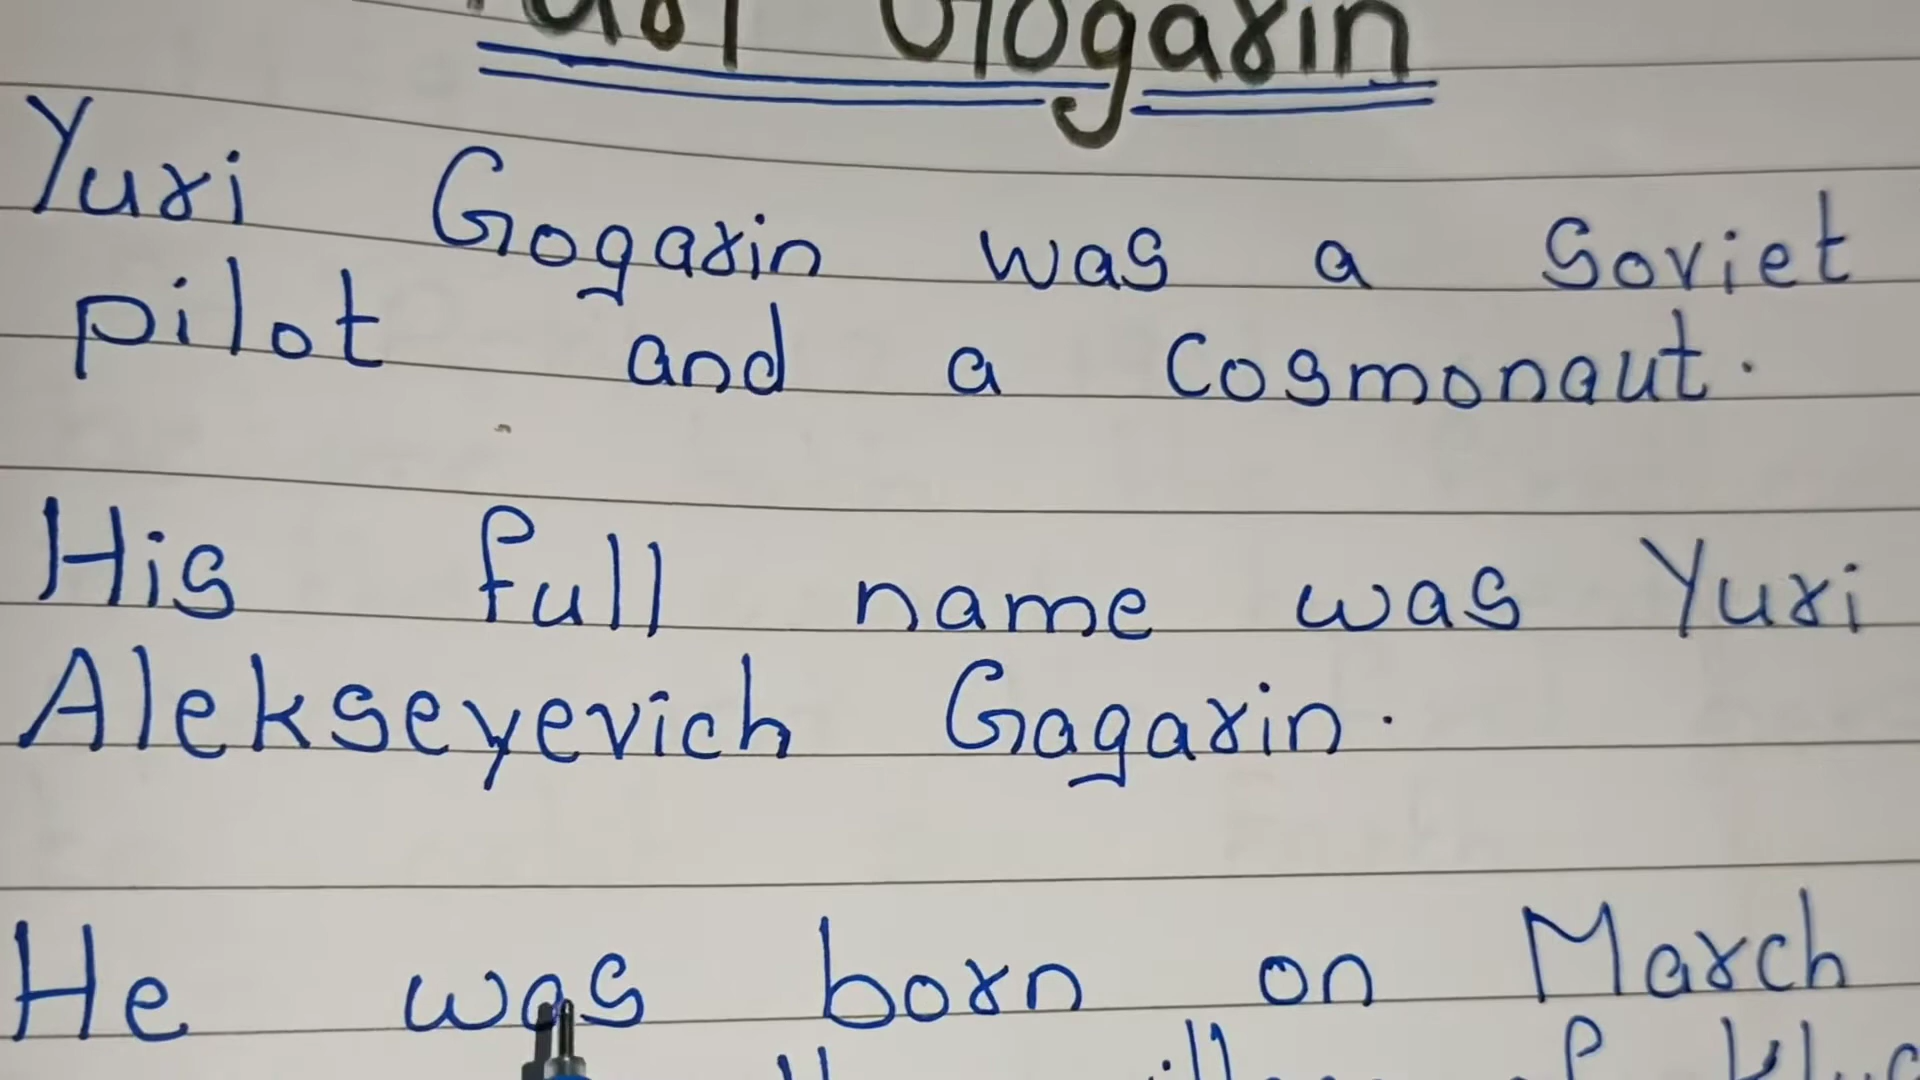 Yuri Gogarin
Yuri Gogarin was a Soviet
pilot and a Cosmonaut.
His full name was Yuri
Alekseyevich Gagarin.
He was born on March